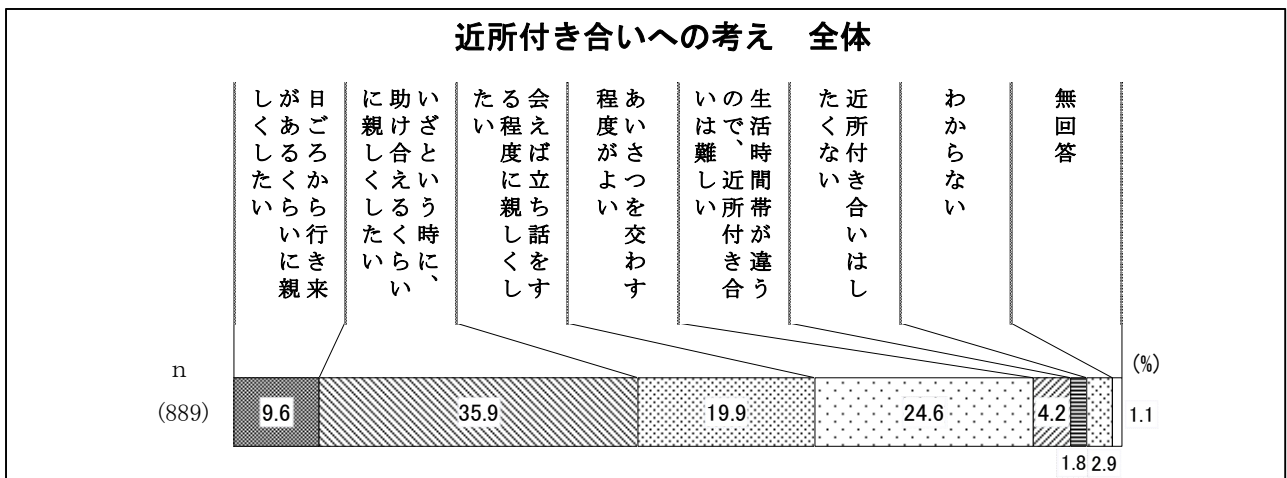 近所付き合いへの考え　全体
日ごろから行き来
があるくらいに親
しくしたい
いざという時に、
助け合えるくらい
に親しくしたい
会えば立ち話をす
る程度に親しくし
たい
あいさつを交わす
程度がよい
生活時間帯が違う
ので、近所付き合
いは難しい
近所付き合いはし
たくない
わからない
無回答
(%)
n
(889)
9.6
35.9
19.9
24.6
4.2
1.8
2.9
1.1